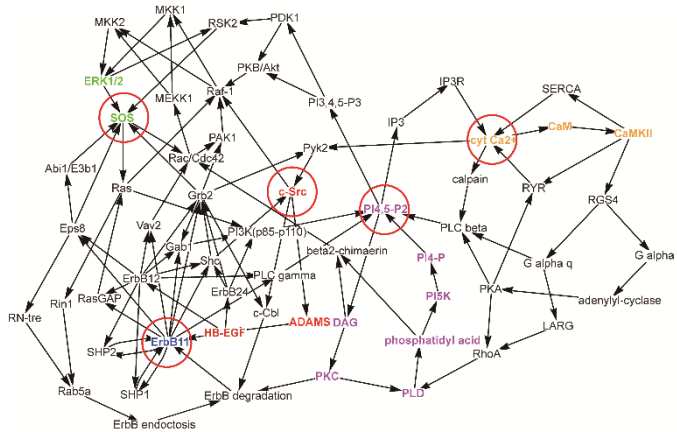 MKK1
MKK2
RSK2
PDK1
ERK1/2
PKB/Akt
Raf-1
IP3R
SERCA
MEKK1
PI3,4,5-P3
SOS
IP3
CaM
CaMKII
PAK1
cyt Ca2+
Rac/Cdc42
Pyk2
Abi1/E3b1
calpain
Ras
c-Src
RYR
Grb2
RGS4
PI4,5-P2
Eps8
Vav2
PI3K(p85-p110)
PLC beta
Gab1
beta2-chimaerin
G alpha q
G alpha
Shc
PI4-P
ErbB12
PLC gamma
PKA
RasGAP
ErbB24
PI5K
adenylyl-cyclase
Rin1
c-Cbl
RN-tre
HB-EGF
ADAMS
DAG
LARG
ErbB11
phosphatidyl acid
SHP2
RhoA
Rab5a
SHP1
ErbB degradation
PKC
PLD
ErbB endoctosis